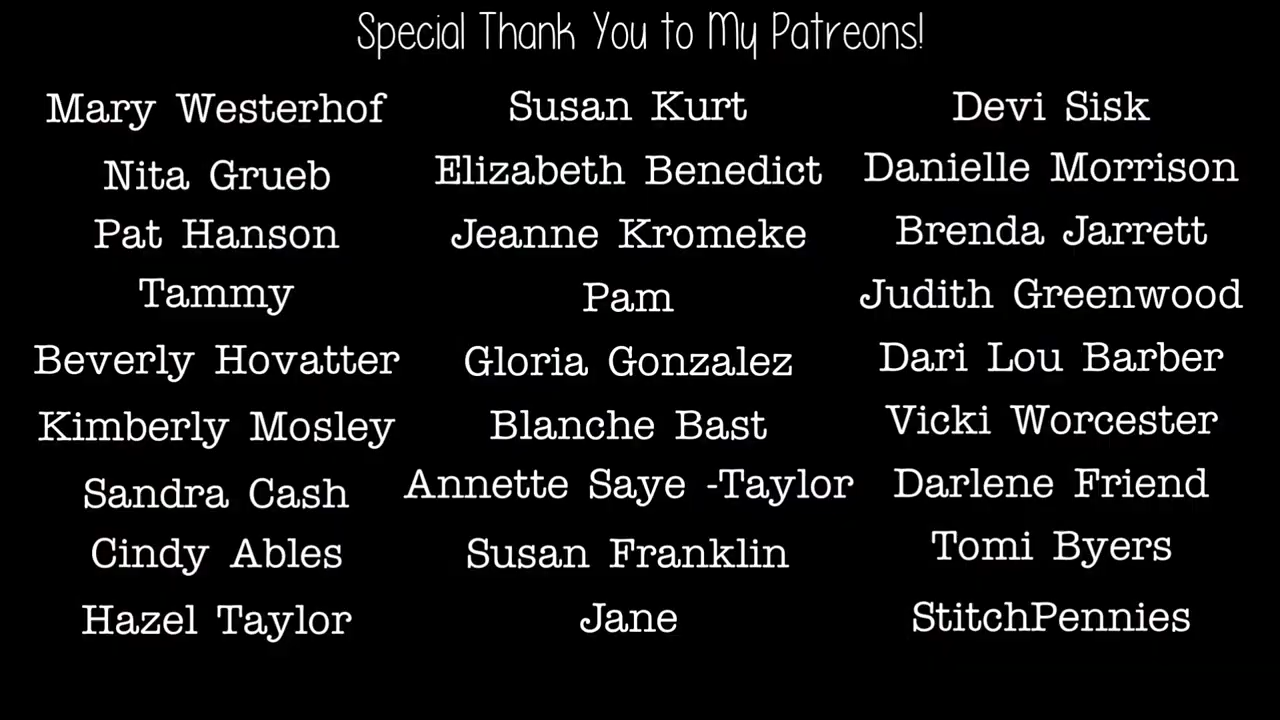 Special Thank You to My Patreons!
Mary Westerhof
Nita Grueb
Pat Hanson
Tammy
Beverly Hovatter
Kimberly Mosley
Sandra Cash
Cindy Ables
Hazel Taylor
Susan Kurt
Elizabeth Benedict
Jeanne Kromeke
Pam
Gloria Gonzalez
Blanche Bast
Annette Saye -Taylor
Susan Franklin
Jane
Devi Sisk
Danielle Morrison
Brenda Jarrett
Judith Greenwood
Dari Lou Barber
Vicki Worcester
Darlene Friend
Tomi Byers
StitchPennies